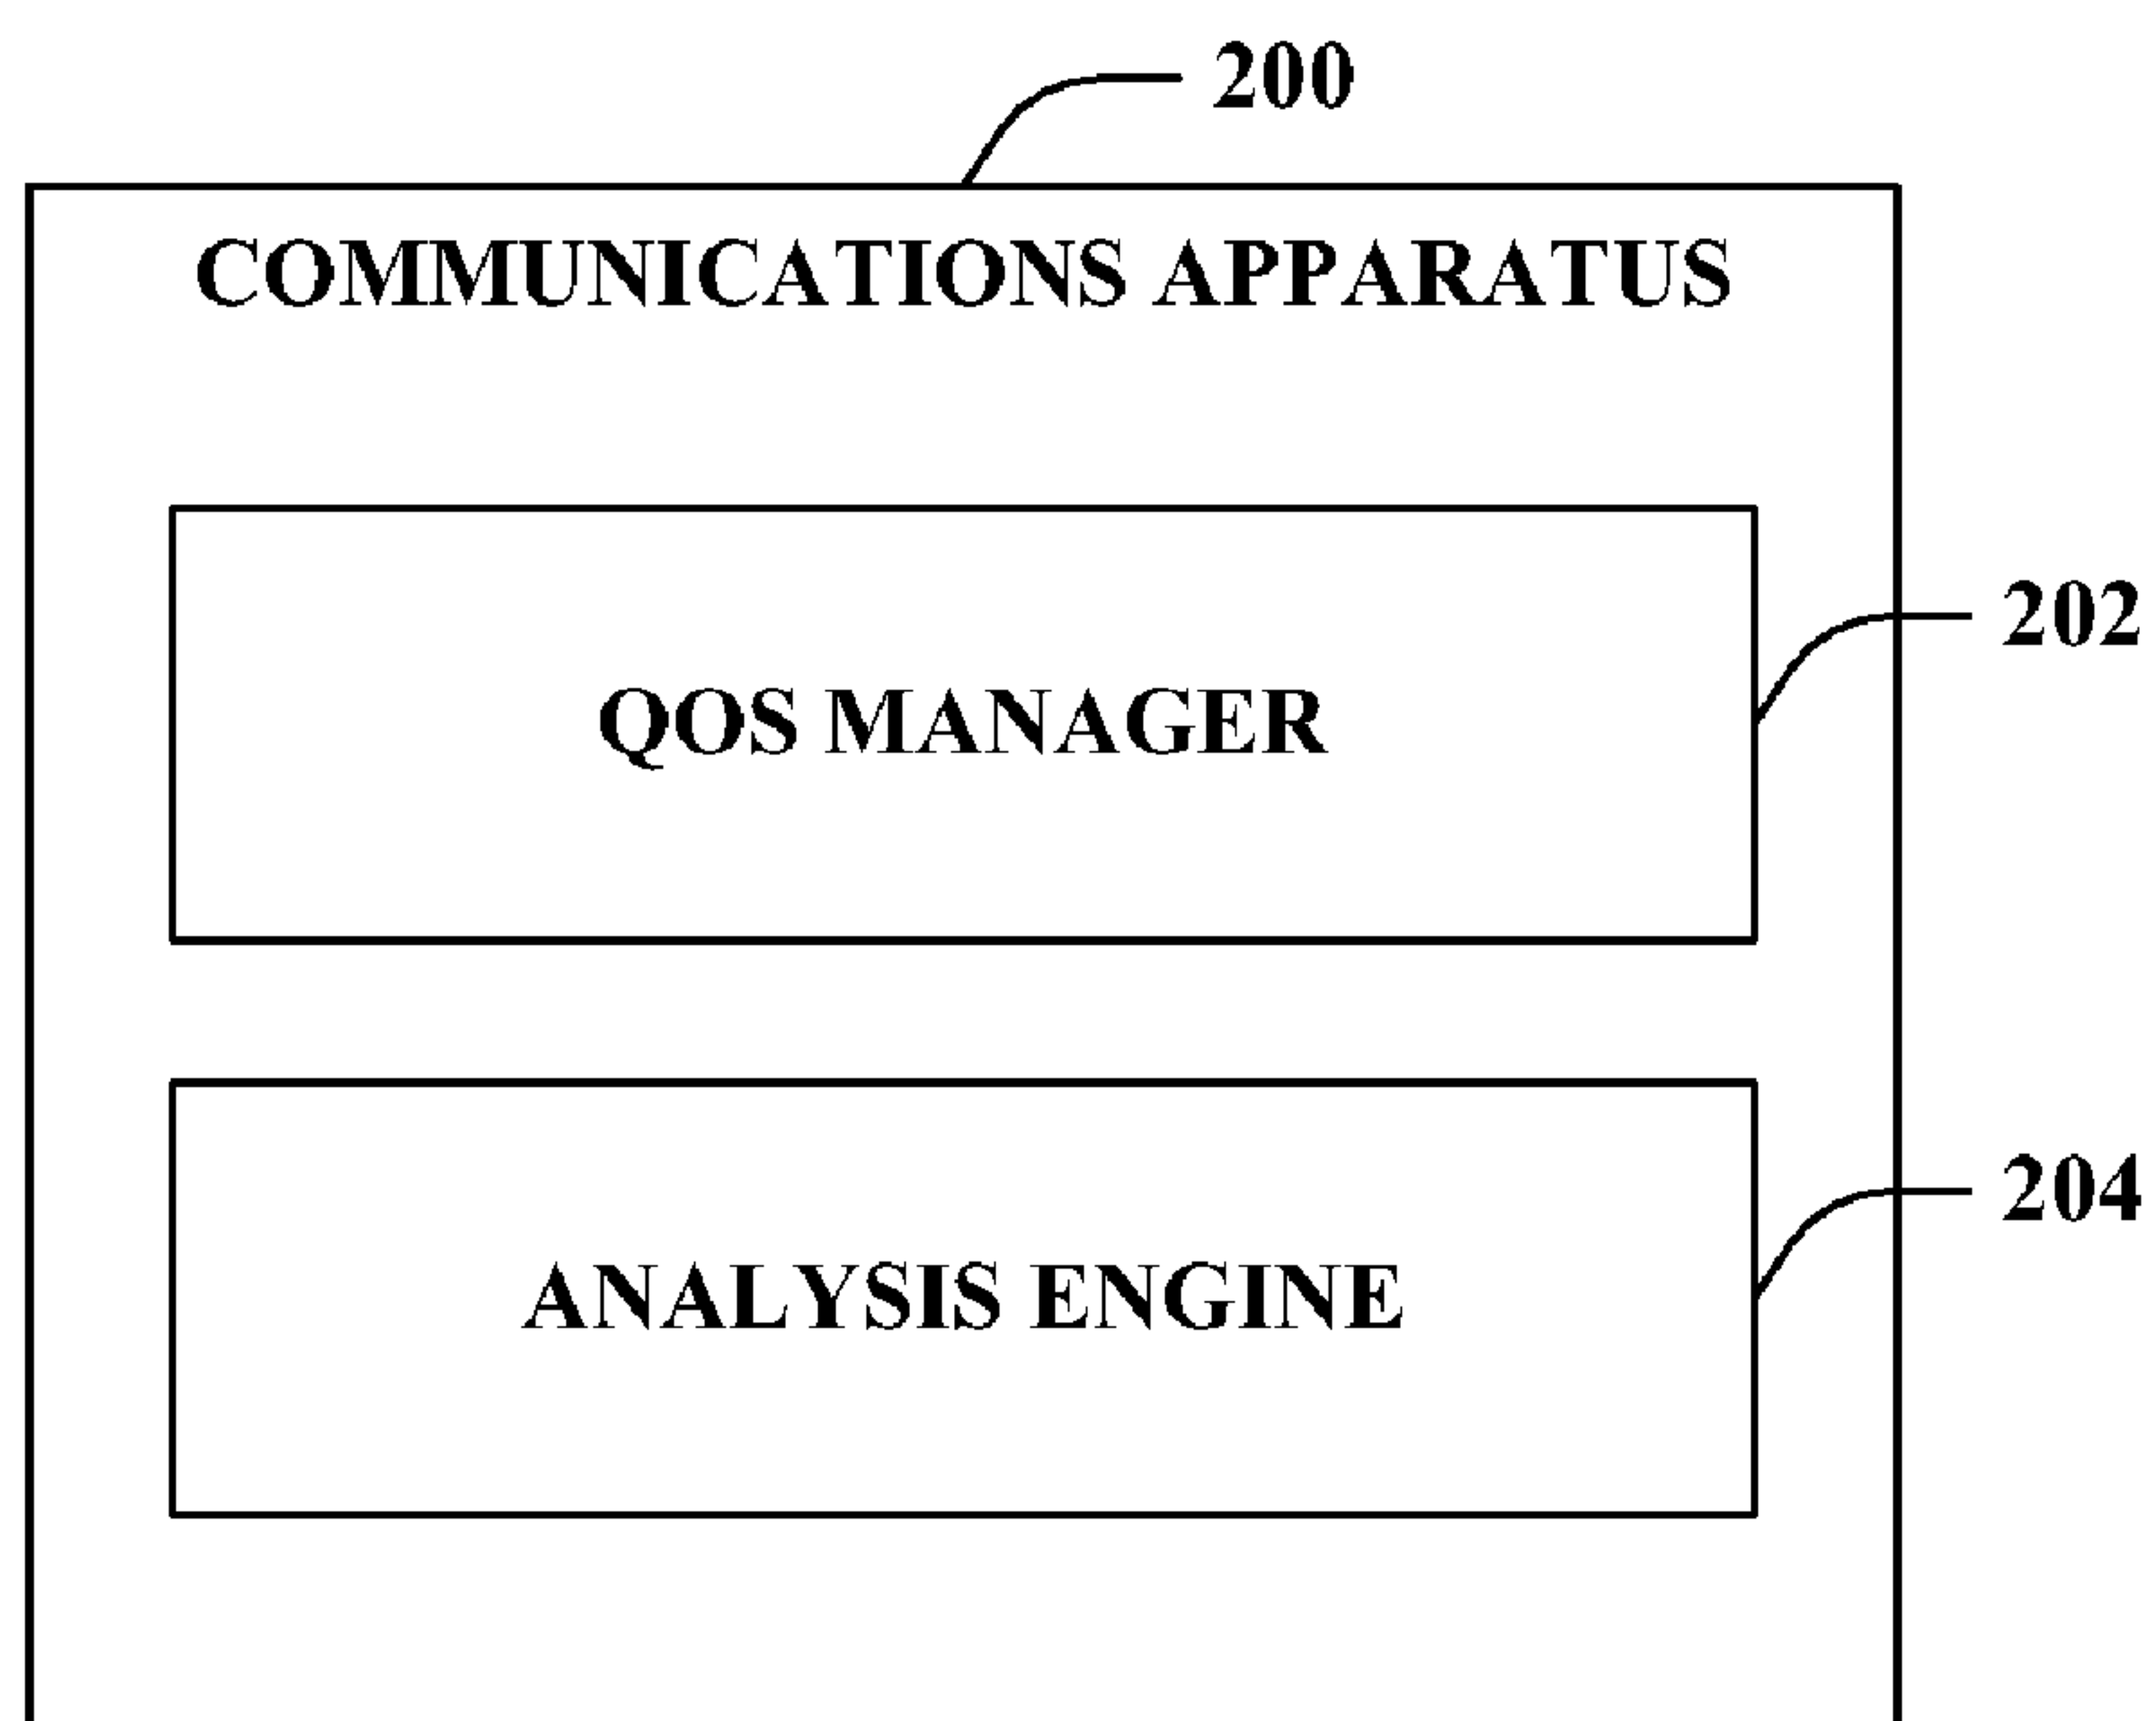 200
COMMUNICATIONS APPARATUS
202
QOS MANAGER
204
ANALYSIS ENGINE